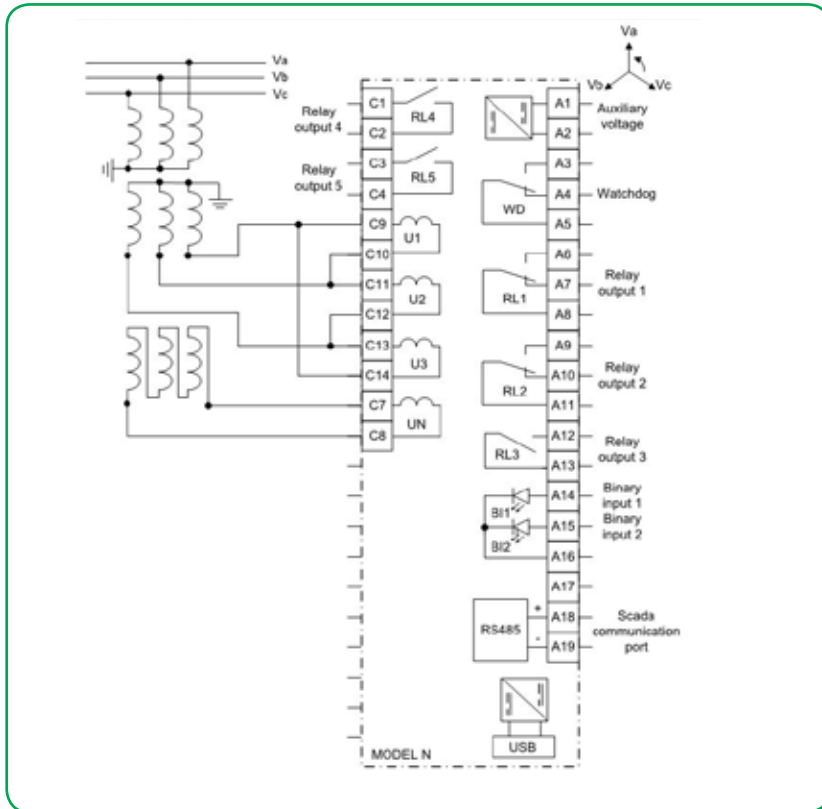 Va
Vb
Vc
Va
Vb
Vc
Relay
output 4
Relay
output 5
C1
C2
C3
C4
C9
C10
C11
C12
C13
C14
C7
C8
RL4
RL5
U1
U2
U3
UN
WD
RL1
RL2
RL3
BI1
BI2
RS485
+
-
USB
MODEL N
A1
A2
A3
A4
A5
A6
A7
A8
A9
A10
A11
A12
A13
A14
A15
A16
A17
A18
A19
Auxiliary
voltage
Watchdog
Relay
output 1
Relay
output 2
Relay
output 3
Binary
input 1
Binary
input 2
Scada
communication
port